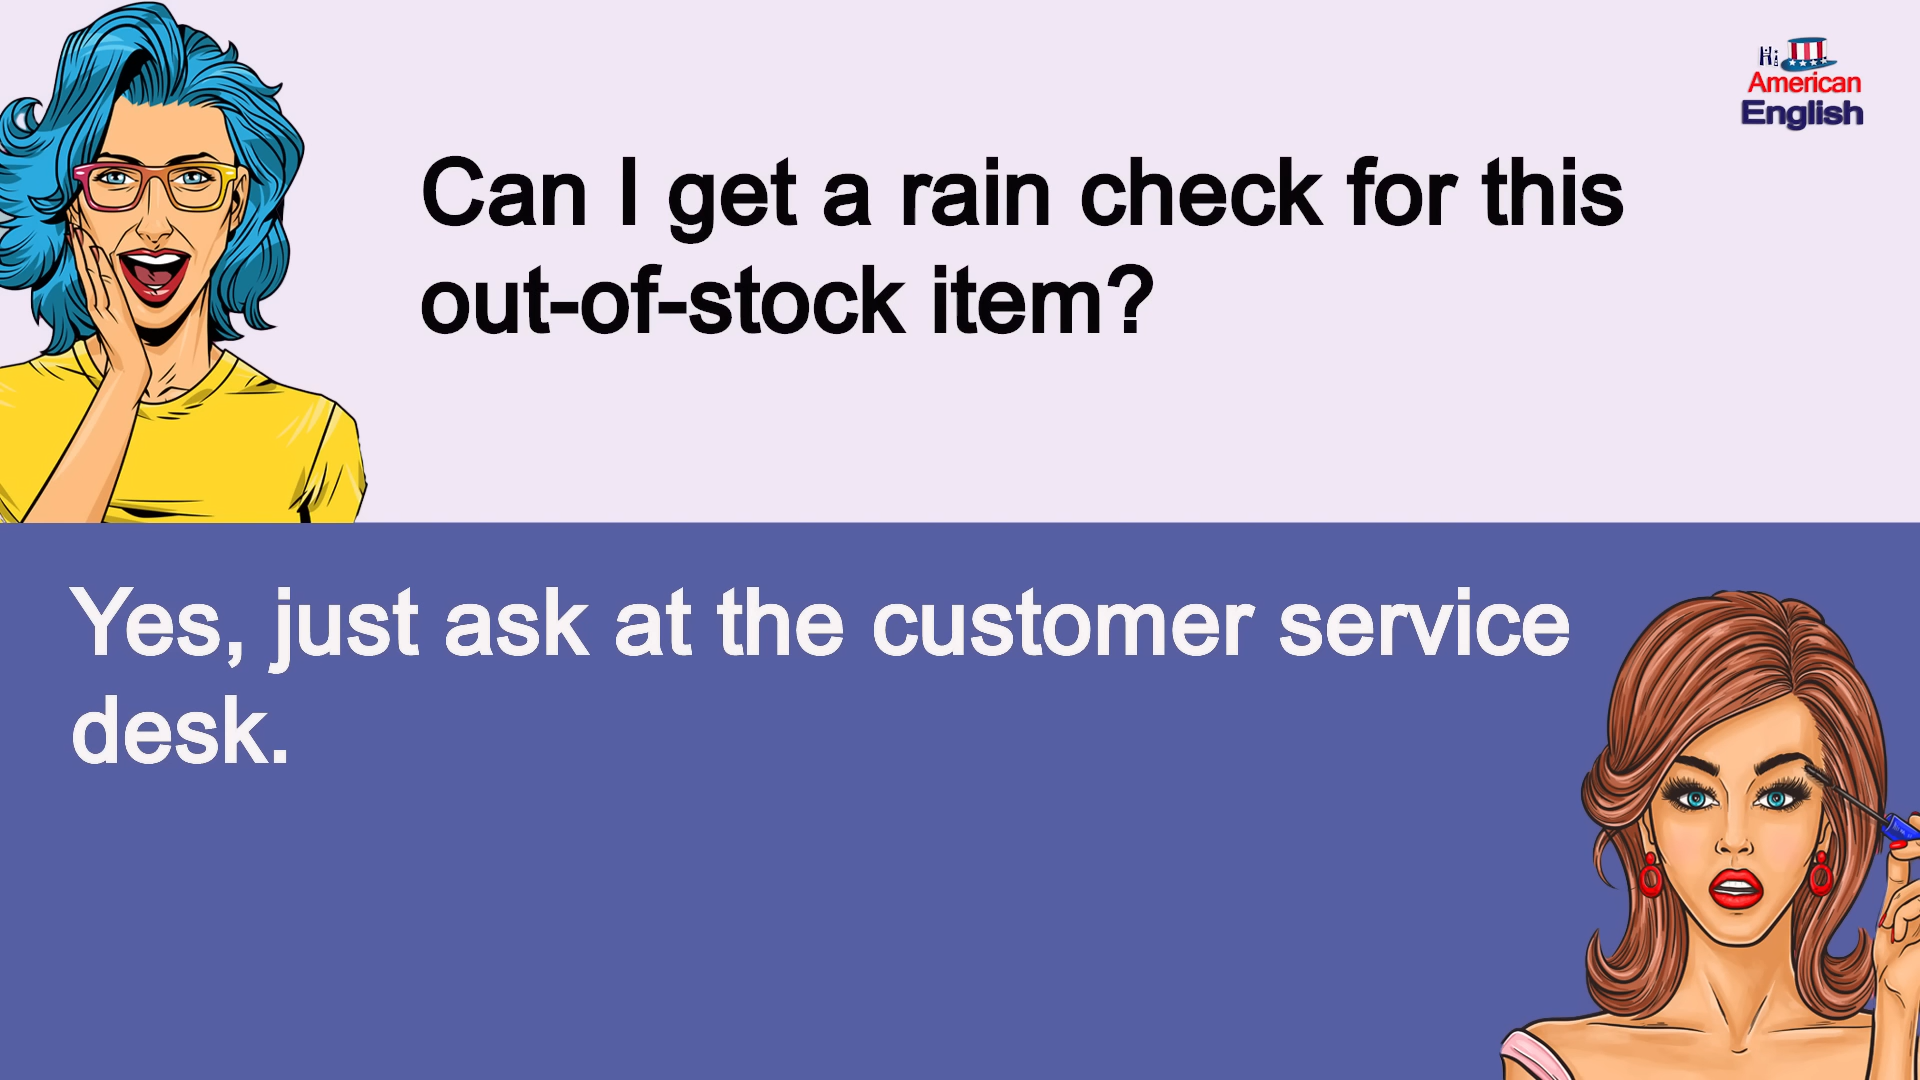 Hi
American
English
Can I get a rain check for this
out-of-stock item?
Yes, just ask at the customer service
desk.